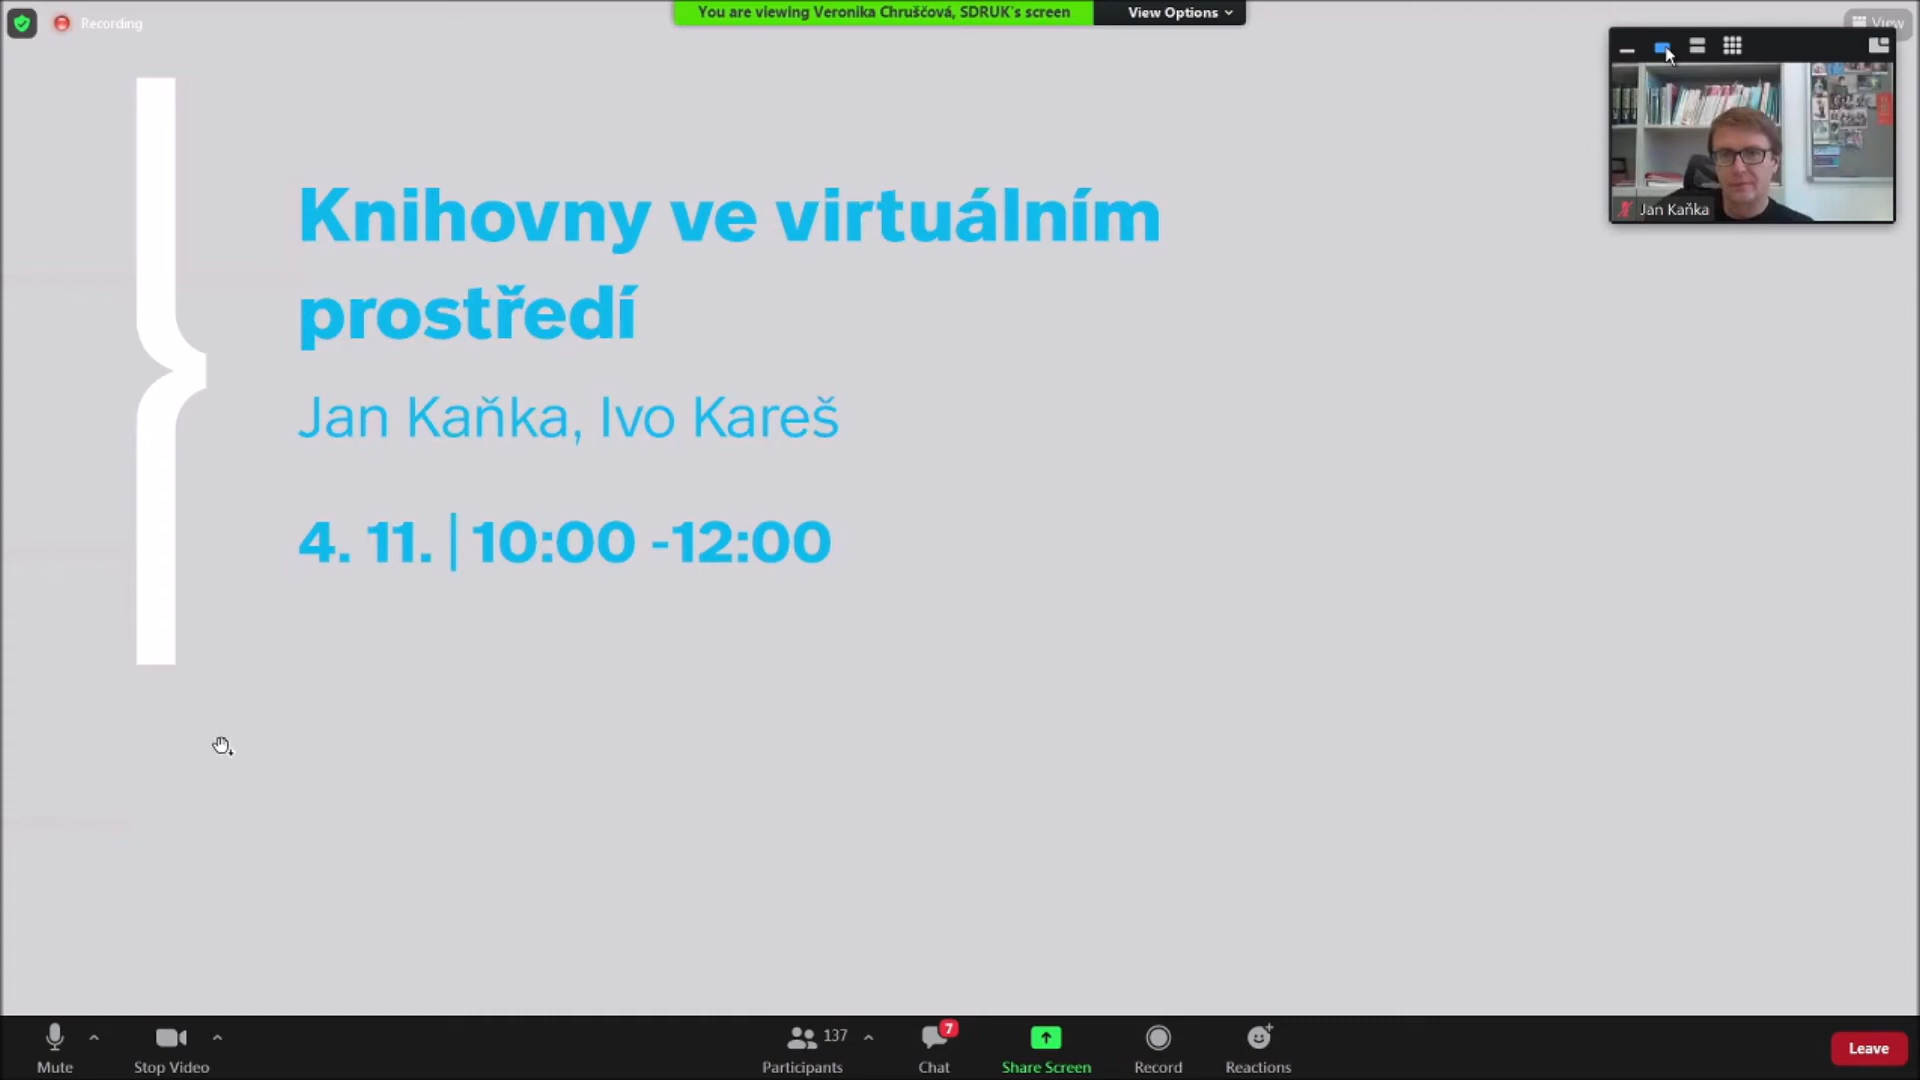 Recording
You are viewing Veronika Chruščová, SDRUK's screen
View Options
View
Jan Kaňka
Knihovny ve virtuálním
prostředí
Jan Kaňka, Ivo Kareš
4. 11. | 10:00 -12:00
Mute
Stop Video
137
Participants
7
Chat
Share Screen
Record
Reactions
Leave